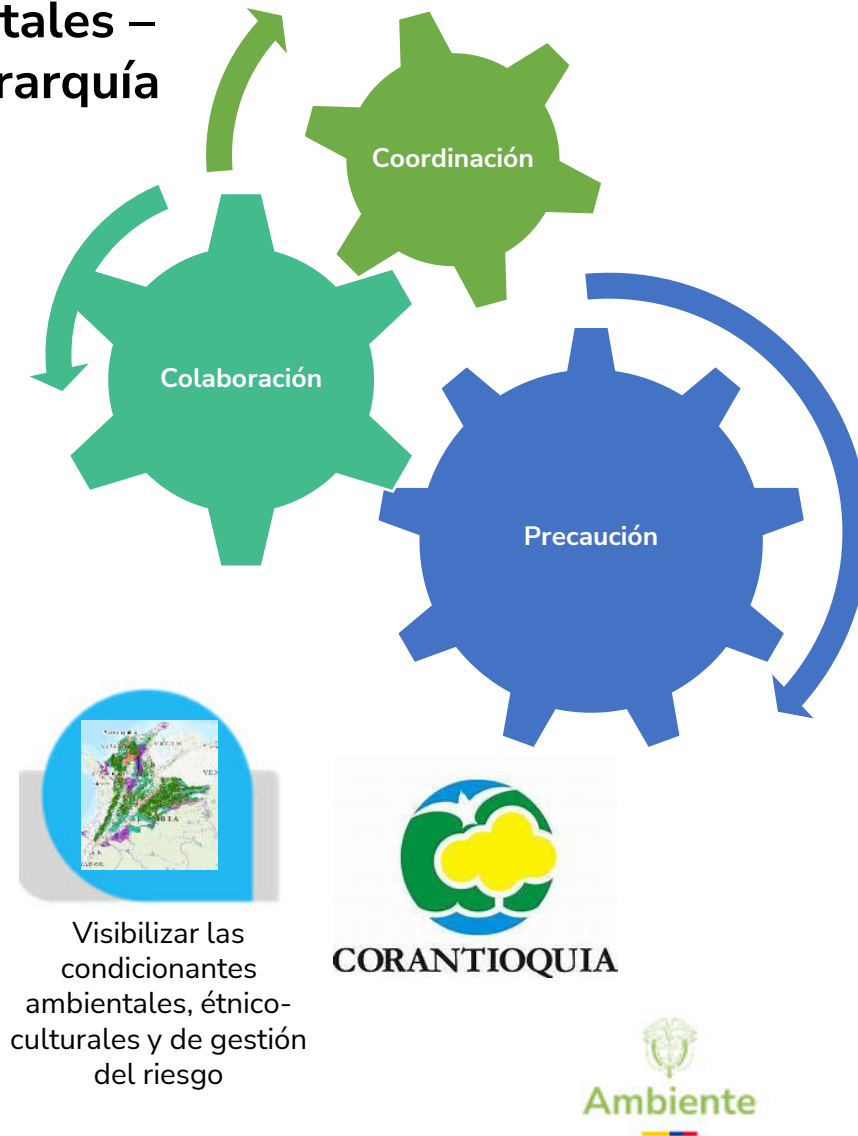 tales –
rarquía
Coordinación
Colaboración
Precaución
Visibilizar las
condicionantes
ambientales, étnico-
culturales y de gestión
del riesgo
CORANTIOQUIA
Ambiente